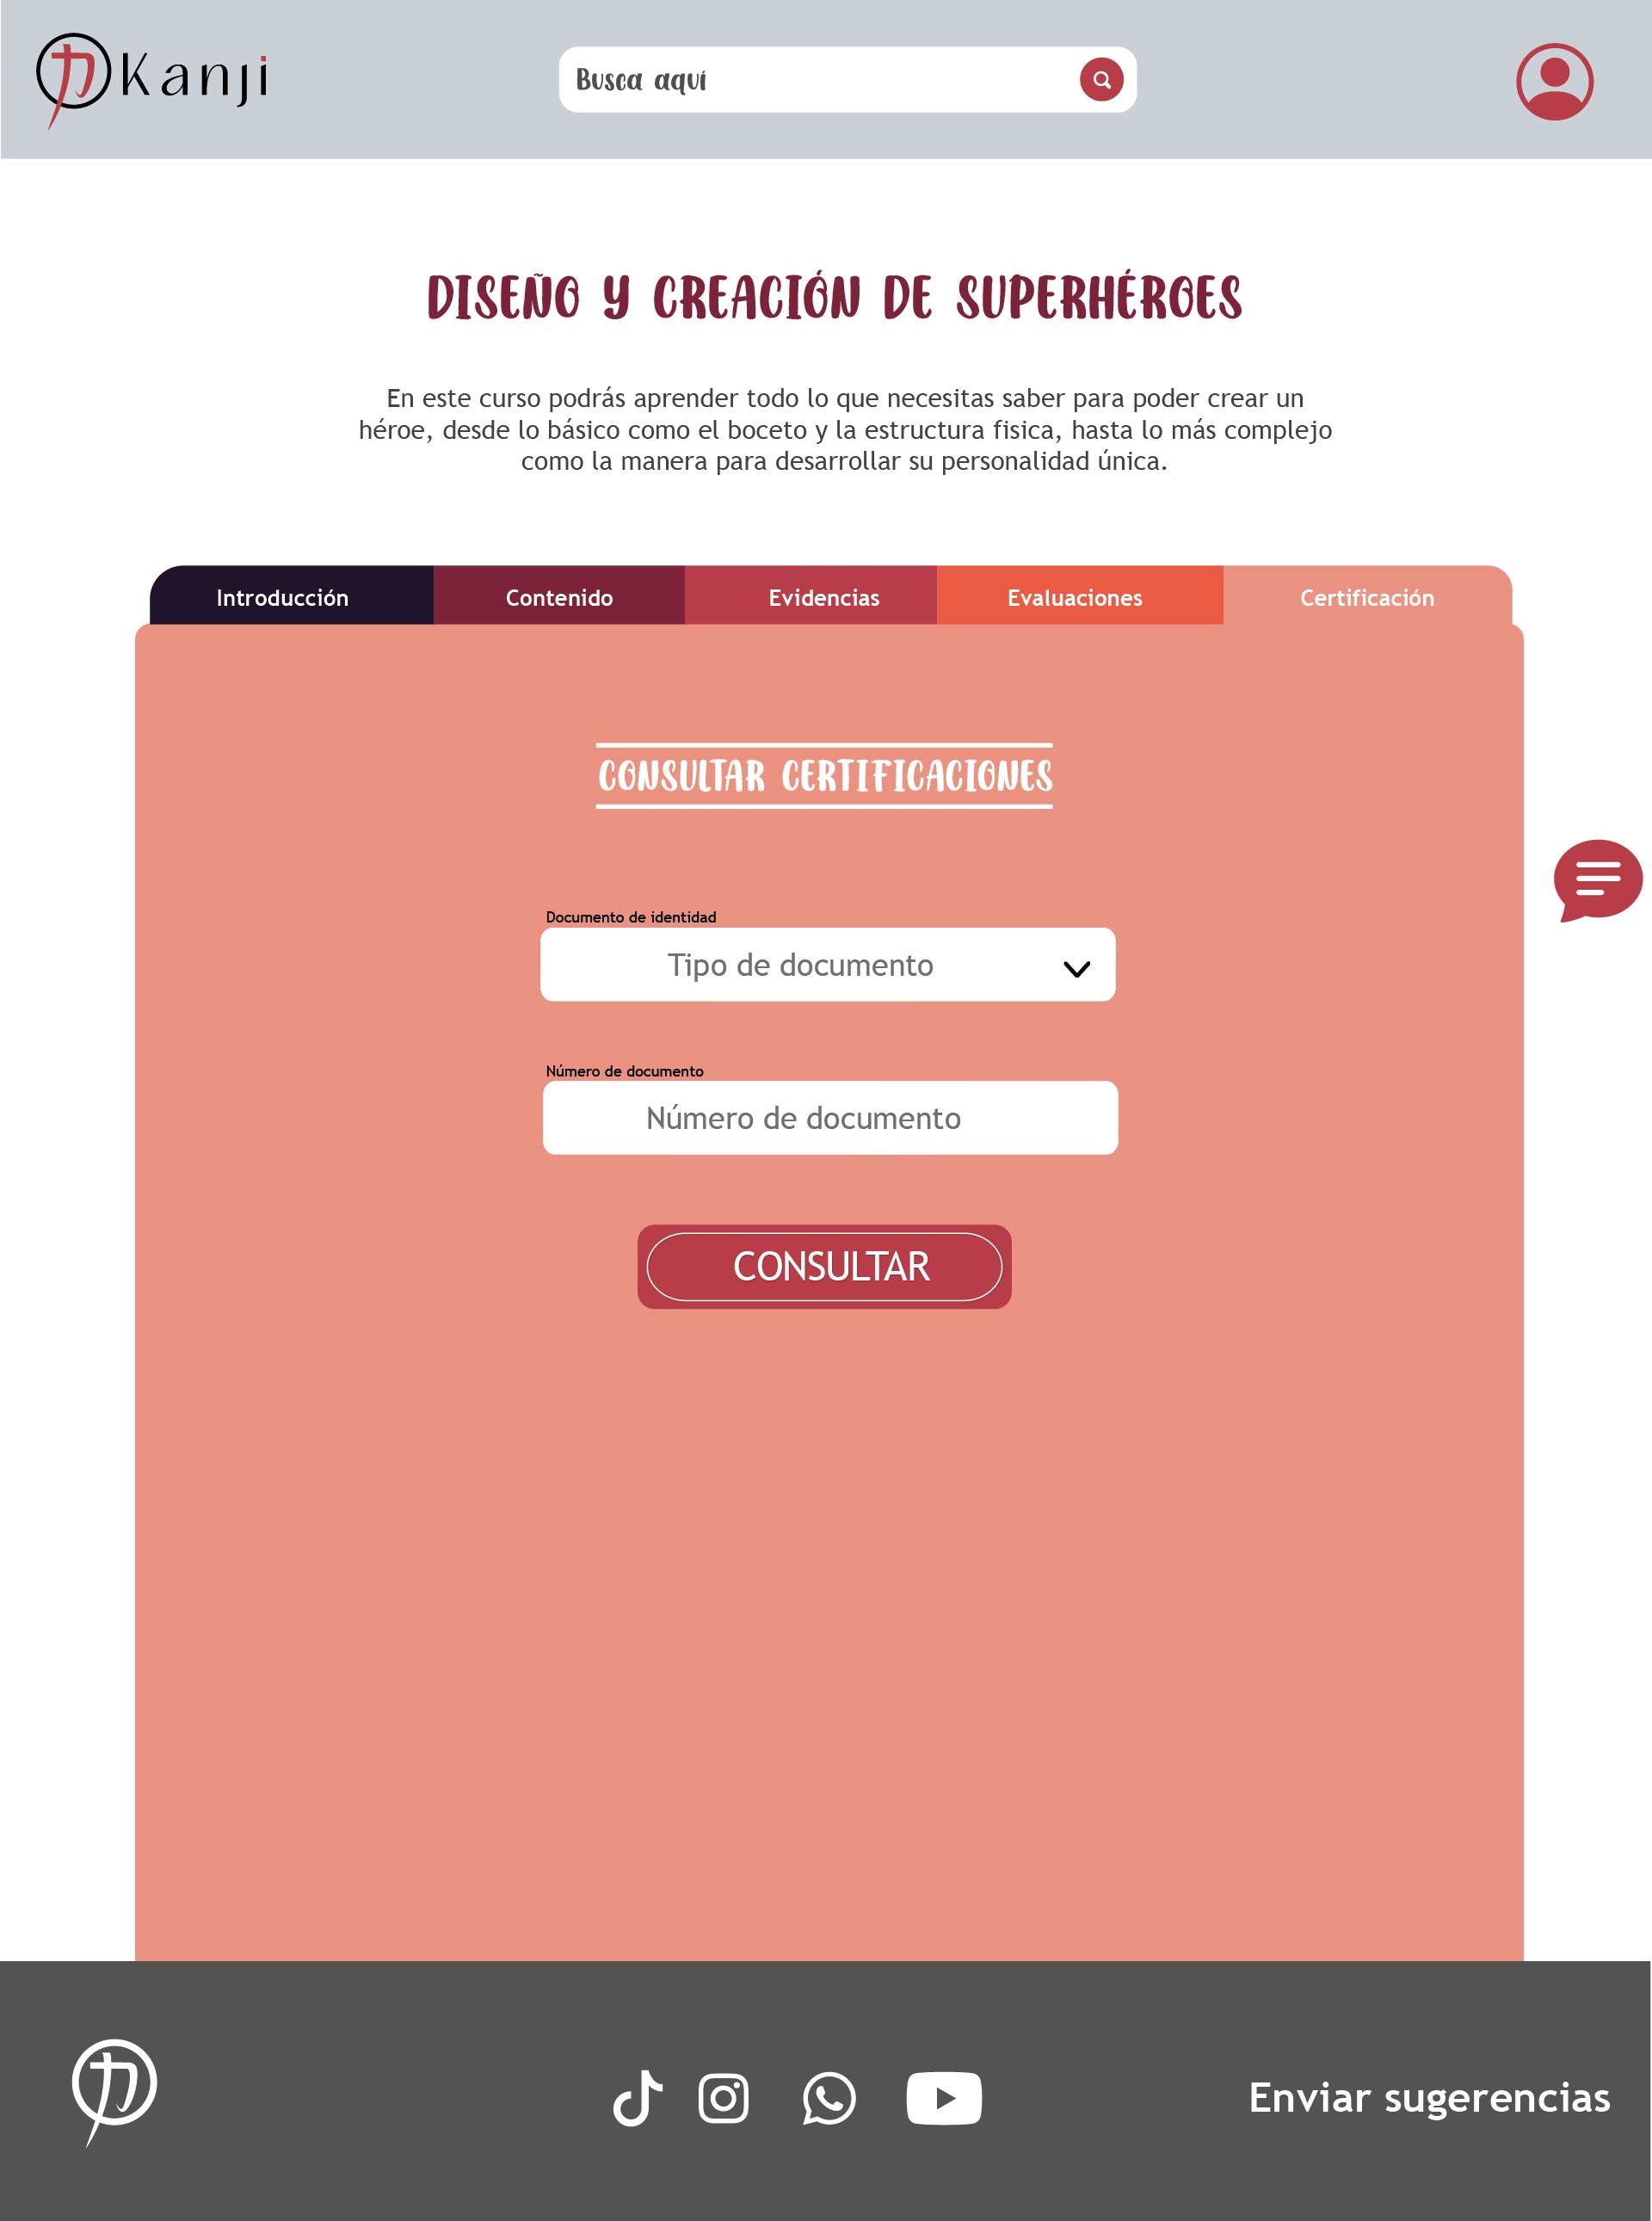 Kanji
Busca aquí
DISEÑO Y CREACIÓN DE SUPERHÉROES
En este curso podrás aprender todo lo que necesitas saber para poder crear un
héroe, desde lo básico como el boceto y la estructura fisica, hasta lo más complejo
como la manera para desarrollar su personalidad única.
Introducción
Contenido
Evidencias
Evaluaciones
Certificación
CONSULTAR CERTIFICACIONES
Documento de identidad
Tipo de documento
Número de documento
Número de documento
CONSULTAR
Enviar sugerencias